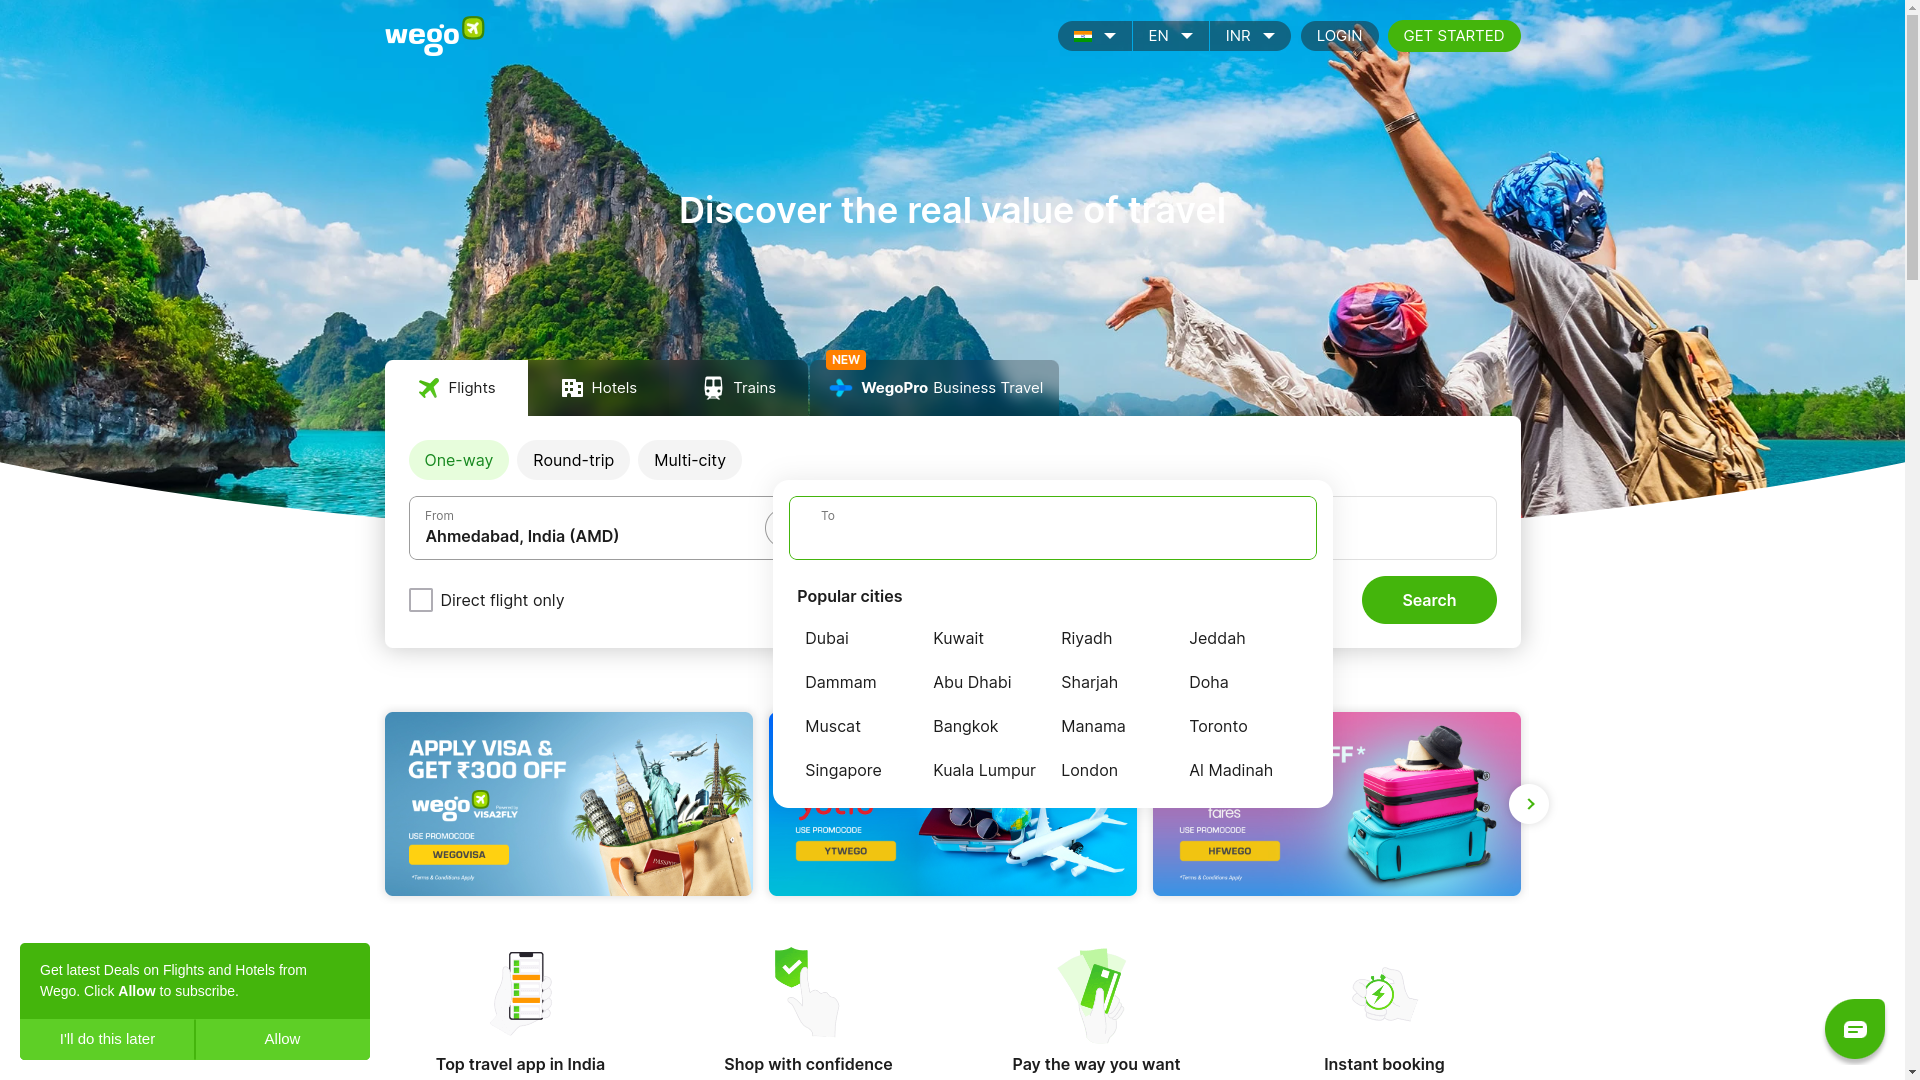 wego
EN
INR
LOGIN
GET STARTED
Discover the real value of travel
NEW
Flights
Hotels
Trains
WegoPro Business Travel
One-way
Round-trip
Multi-city
From
Ahmedabad, India (AMD)
To
Direct flight only
Search
Popular cities
Dubai
Kuwait
Riyadh
Jeddah
Dammam
Abu Dhabi
Sharjah
Doha
Muscat
Bangkok
Manama
Toronto
Singapore
Kuala Lumpur
London
Al Madinah
APPLY VISA &
GET ₹300 OFF
wego
Powered by
VISA2FLY
USE PROMOCODE
WEGOVISA
*Terms & Conditions Apply
USE PROMOCODE
YTWEGO
fares
USE PROMOCODE
HFWEGO
*Terms & Conditions Apply
Get latest Deals on Flights and Hotels from
Wego. Click Allow to subscribe.
I'll do this later
Allow
Top travel app in India
Shop with confidence
Pay the way you want
Instant booking